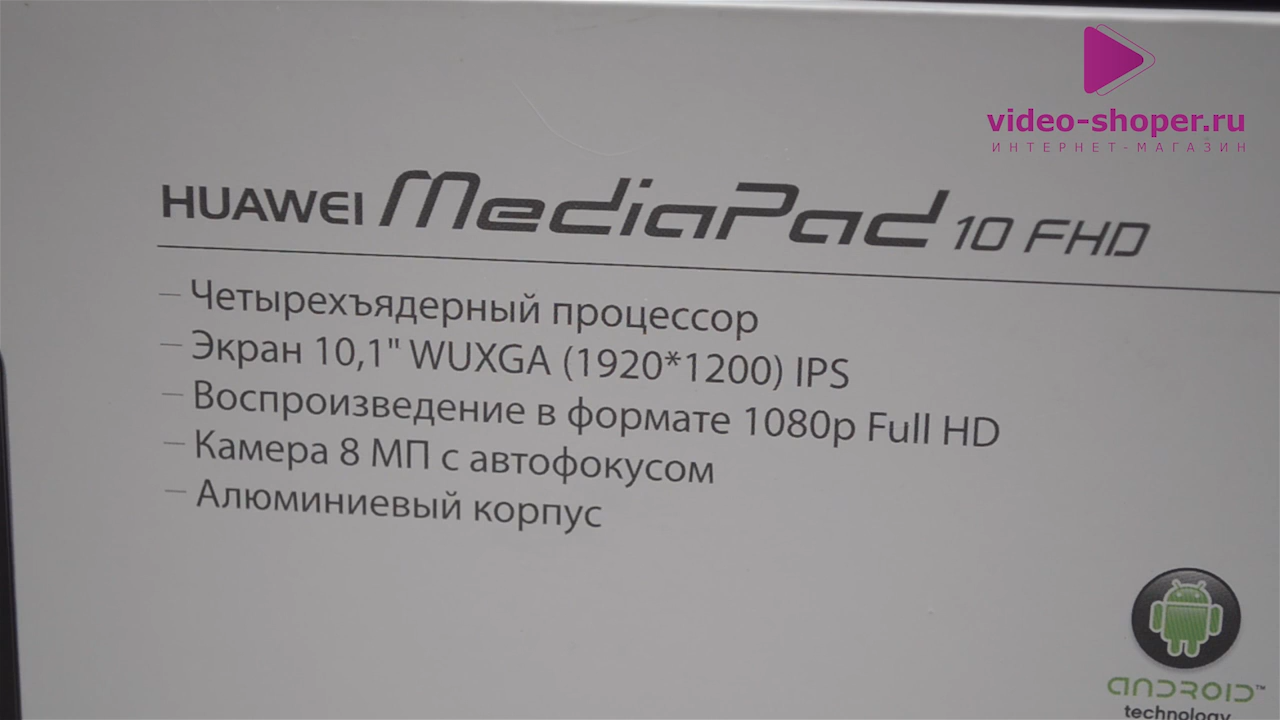 video-shoper.ru
ИНТЕРНЕТ-МАГАЗИН
HUAWEI MediaPad 10 FHD
– Четырехъядерный процессор
– Экран 10,1" WUXGA (1920*1200) IPS
– Воспроизведение в формате 1080p Full HD
– Камера 8 МП с автофокусом
– Алюминиевый корпус
ANDROID™
technology